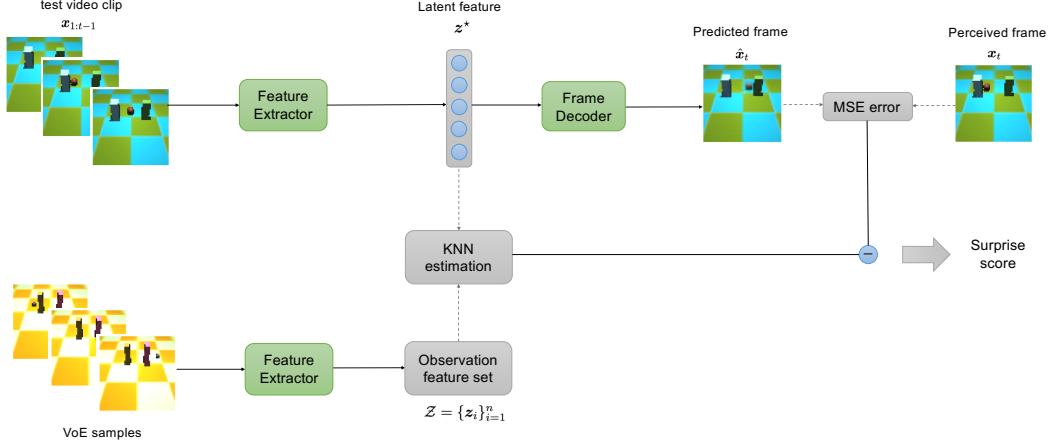 test video clip
x₁:t−1
Latent feature
z⋆
Predicted frame
x̂ₜ
Perceived frame
xₜ
Feature
Extractor
Frame
Decoder
MSE error
KNN
estimation
−
Surprise
score
Feature
Extractor
Observation
feature set
𝒵 = {zᵢ}ⁿᵢ₌₁
VoE samples